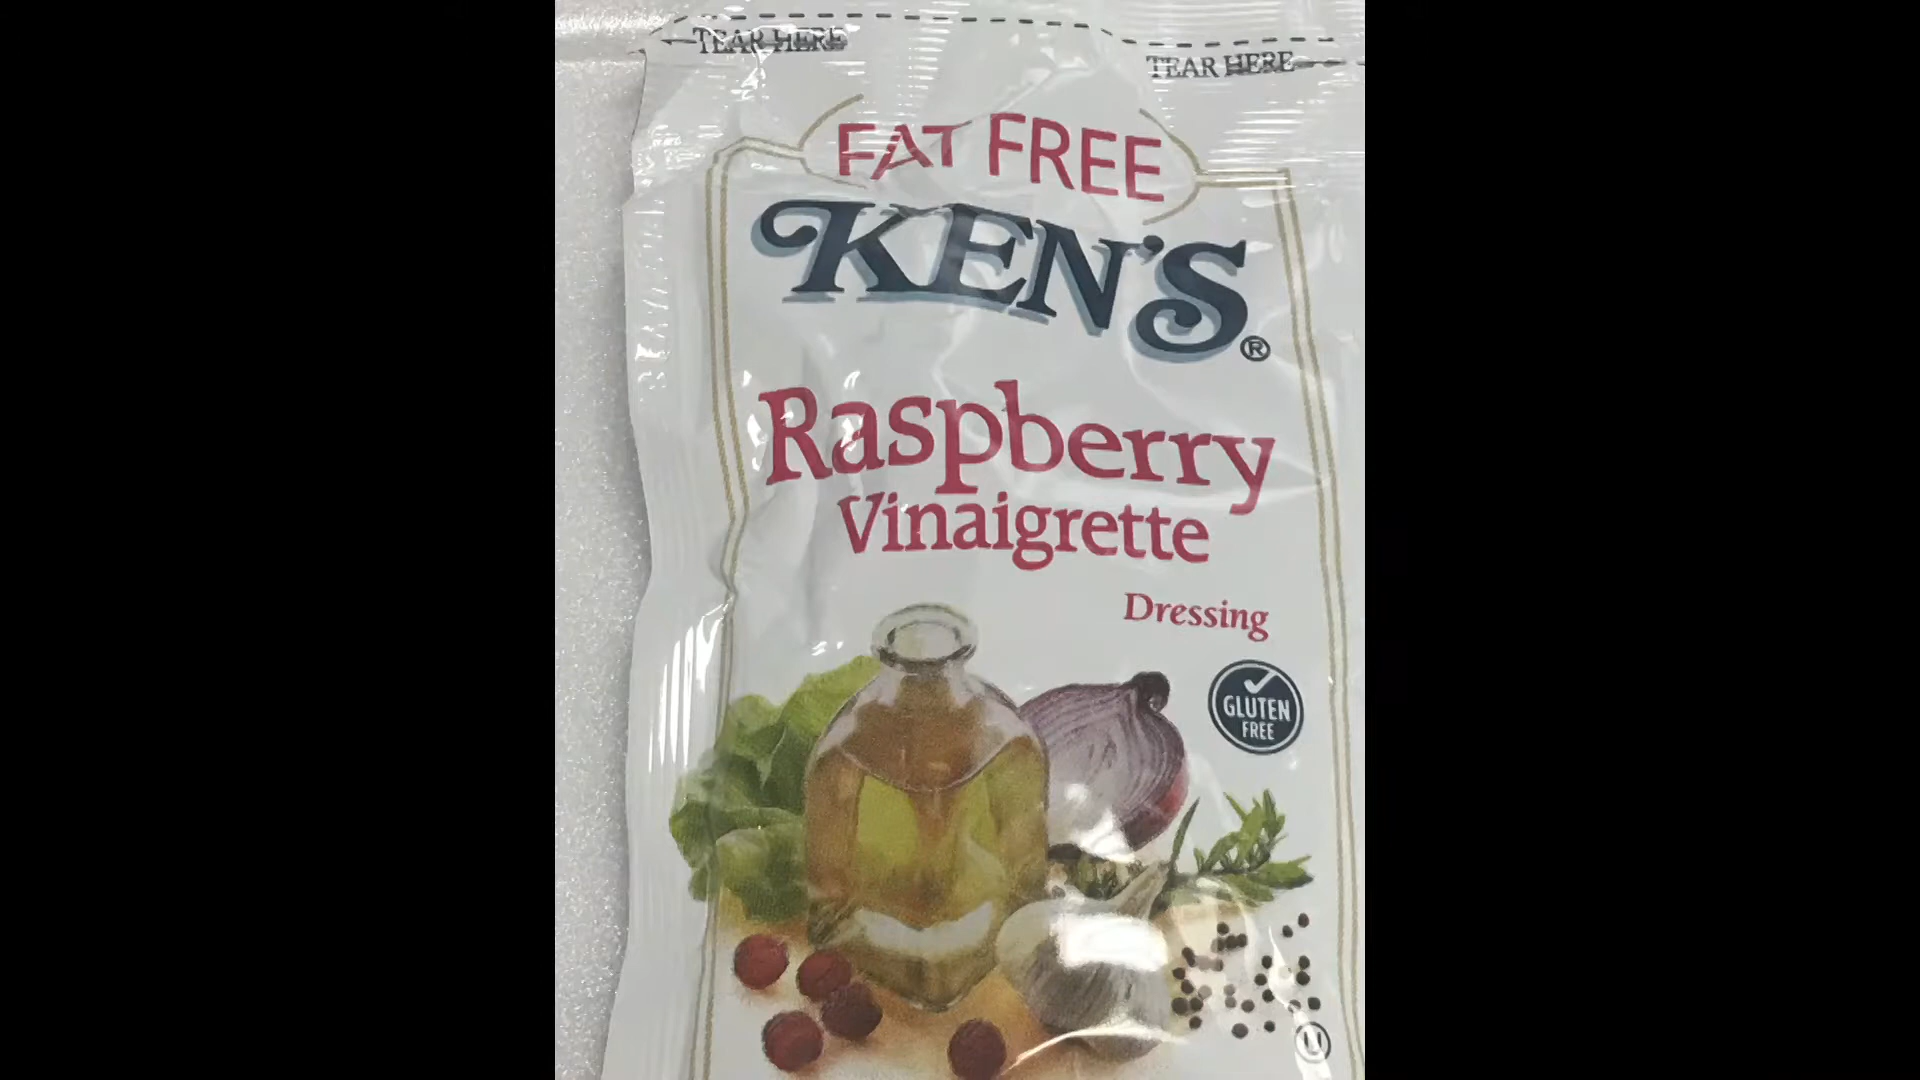 TEAR HERE
TEAR HERE
FAT FREE
KEN'S®
Raspberry
Vinaigrette
Dressing
GLUTEN
FREE
U